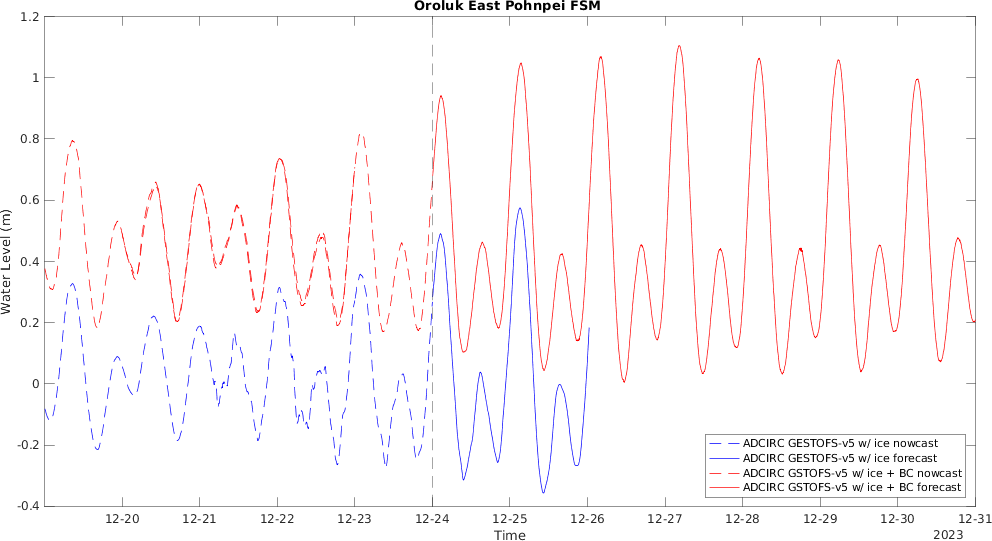 Oroluk East Pohnpei FSM
Water Level (m)
1.2
1
0.8
0.6
0.4
0.2
0
-0.2
-0.4
ADCIRC GESTOFS-v5 w/ ice nowcast
ADCIRC GESTOFS-v5 w/ ice forecast
ADCIRC GSTOFS-v5 w/ ice + BC nowcast
ADCIRC GSTOFS-v5 w/ ice + BC forecast
12-20 12-21 12-22 12-23 12-24 12-25 12-26 12-27 12-28 12-29 12-30 12-31
Time
2023